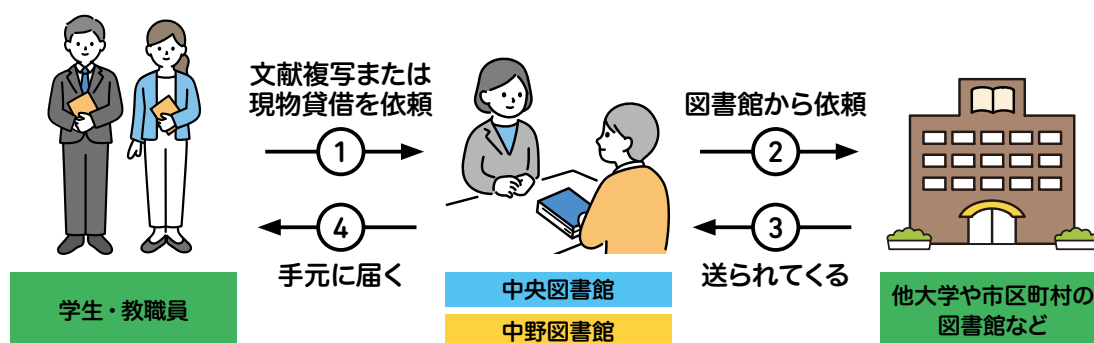 文献複写または
現物貸借を依頼
1
図書館から依頼
2
4
手元に届く
3
送られてくる
学生・教職員
中央図書館
中野図書館
他大学や市区町村の
図書館など